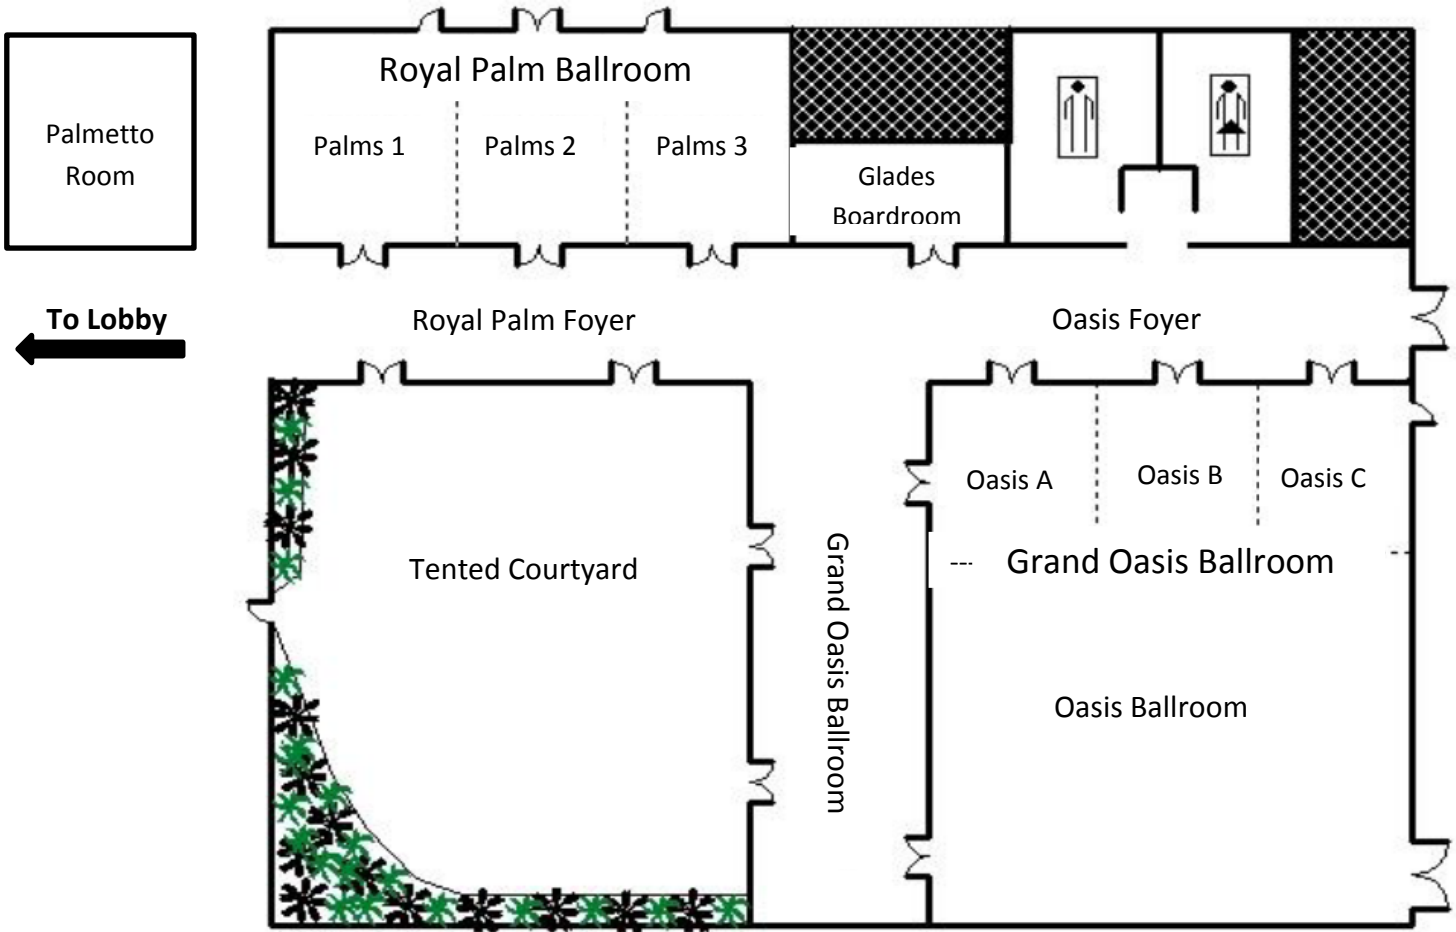 Royal Palm Ballroom
Palmetto
Room
Palms 1
Palms 2
Palms 3
Glades
Boardroom
To Lobby
Royal Palm Foyer
Oasis Foyer
Oasis A
Oasis B
Oasis C
Tented Courtyard
Grand Oasis Ballroom
Grand Oasis Ballroom
Oasis Ballroom